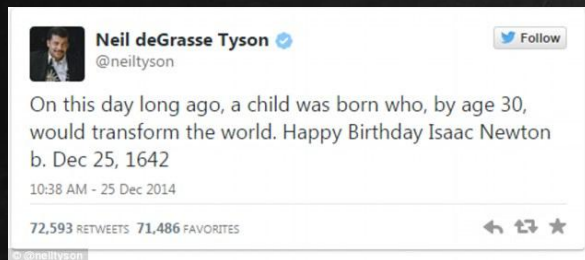 Neil deGrasse Tyson
Follow
@neiltyson
On this day long ago, a child was born who, by age 30,
would transform the world. Happy Birthday Isaac Newton
b. Dec 25, 1642
10:38 AM - 25 Dec 2014
72,593 RETWEETS 71,486 FAVORITES
© @neiltyson